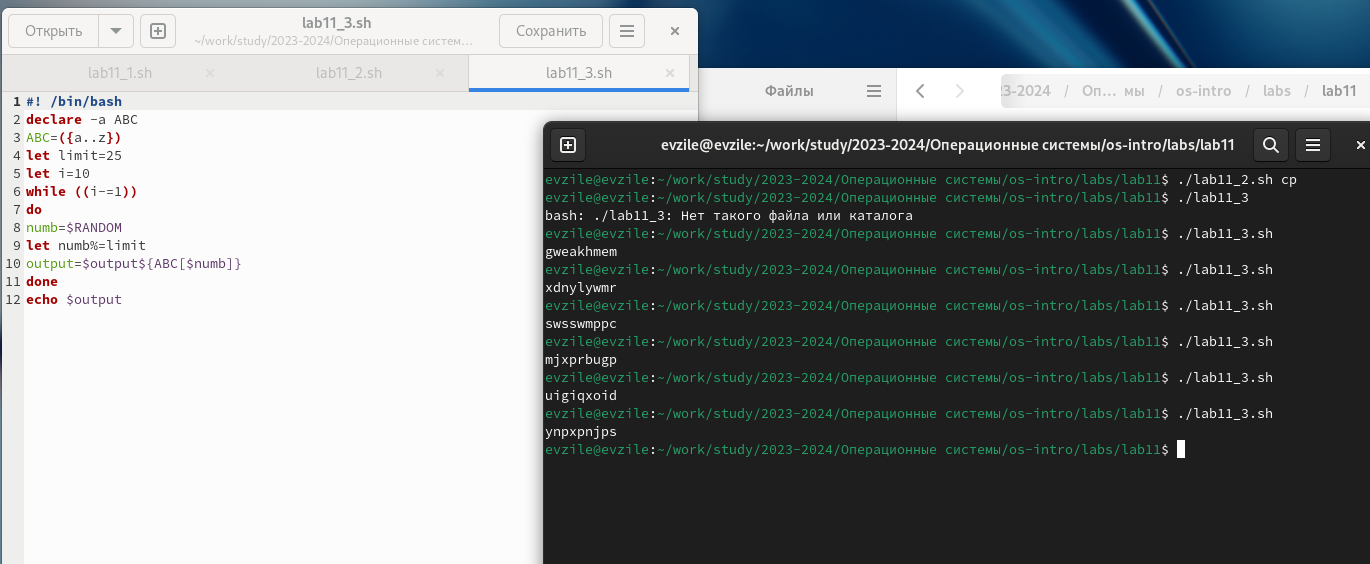 Открыть
lab11_3.sh
~/work/study/2023-2024/Операционные систем…
Сохранить
lab11_1.sh
lab11_2.sh
lab11_3.sh
1 #! /bin/bash
2 declare -a ABC
3 ABC=({a..z})
4 let limit=25
5 let i=10
6 while ((i-=1))
7 do
8 numb=$RANDOM
9 let numb%=limit
10 output=$output${ABC[$numb]}
11 done
12 echo $output
Файлы
3-2024 / Оп… мы / os-intro / labs / lab11
evzile@evzile:~/work/study/2023-2024/Операционные системы/os-intro/labs/lab11
evzile@evzile:~/work/study/2023-2024/Операционные системы/os-intro/labs/lab11$ ./lab11_2.sh cp
evzile@evzile:~/work/study/2023-2024/Операционные системы/os-intro/labs/lab11$ ./lab11_3
bash: ./lab11_3: Нет такого файла или каталога
evzile@evzile:~/work/study/2023-2024/Операционные системы/os-intro/labs/lab11$ ./lab11_3.sh
gweakhmem
evzile@evzile:~/work/study/2023-2024/Операционные системы/os-intro/labs/lab11$ ./lab11_3.sh
xdnylywmr
evzile@evzile:~/work/study/2023-2024/Операционные системы/os-intro/labs/lab11$ ./lab11_3.sh
swsswmppc
evzile@evzile:~/work/study/2023-2024/Операционные системы/os-intro/labs/lab11$ ./lab11_3.sh
mjxprbugp
evzile@evzile:~/work/study/2023-2024/Операционные системы/os-intro/labs/lab11$ ./lab11_3.sh
uigiqxoid
evzile@evzile:~/work/study/2023-2024/Операционные системы/os-intro/labs/lab11$ ./lab11_3.sh
ynpxpnjps
evzile@evzile:~/work/study/2023-2024/Операционные системы/os-intro/labs/lab11$